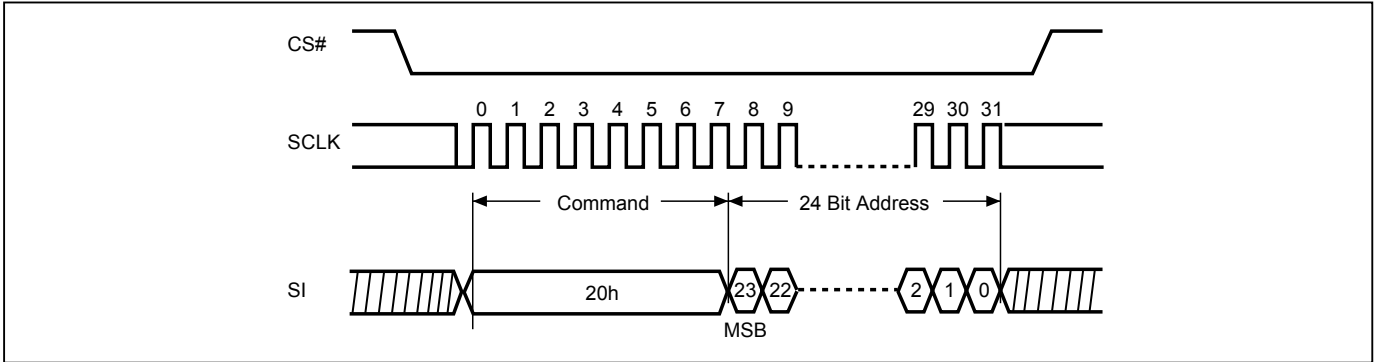 CS#
0 1 2 3 4 5 6 7 8 9 29 30 31
SCLK
Command 24 Bit Address
SI 20h 23 22 2 1 0
MSB